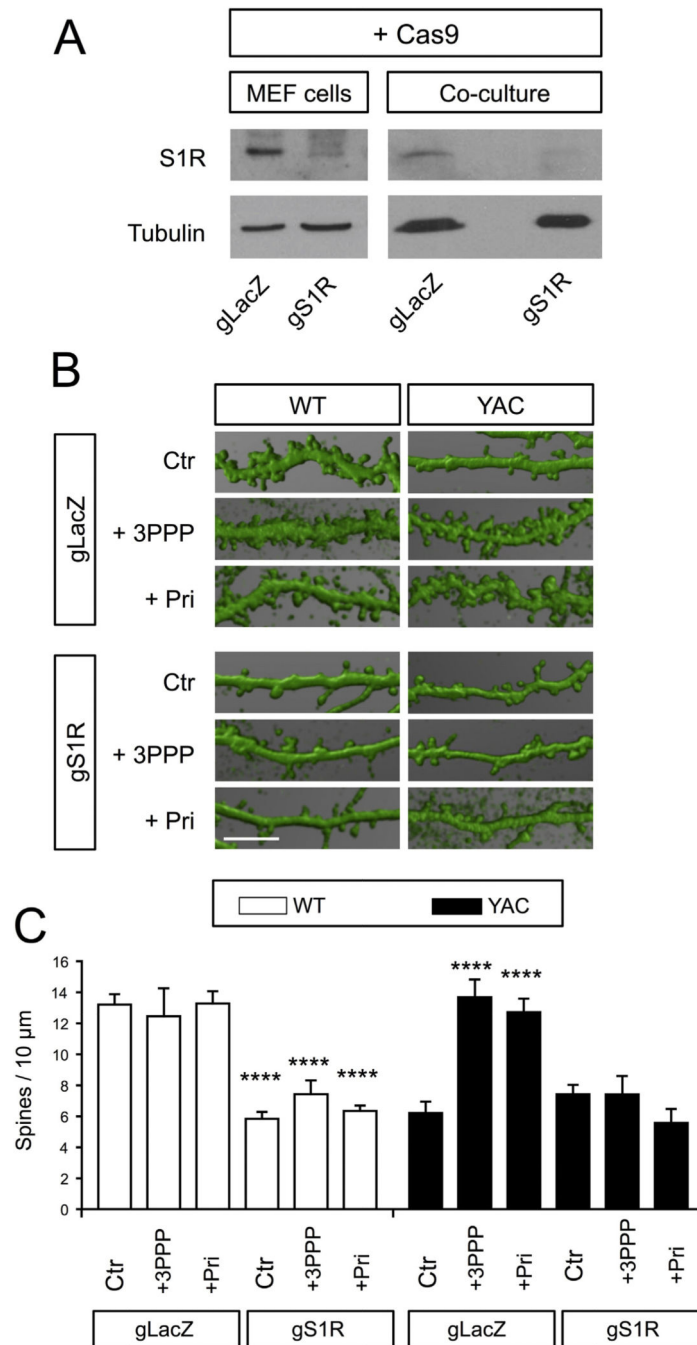 A
+ Cas9
MEF cells
Co-culture
S1R
Tubulin
gLacZ
gS1R
gLacZ
gS1R
B
WT
YAC
gLacZ
Ctr
+ 3PPP
+ Pri
gS1R
Ctr
+ 3PPP
+ Pri
WT
YAC
C
Spines / 10 µm
16
14
12
10
8
6
4
2
0
****
****
****
****
****
Ctr
+3PPP
+Pri
Ctr
+3PPP
+Pri
Ctr
+3PPP
+Pri
Ctr
+3PPP
+Pri
gLacZ
gS1R
gLacZ
gS1R